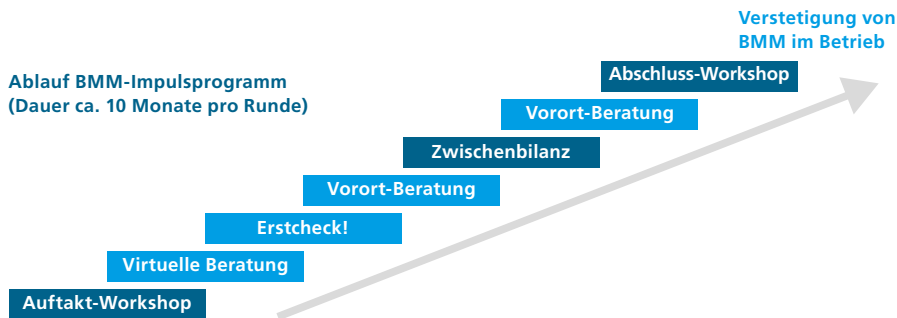 Verstetigung von
BMM im Betrieb
Abschluss-Workshop
Ablauf BMM-Impulsprogramm
(Dauer ca. 10 Monate pro Runde)
Vorort-Beratung
Zwischenbilanz
Vorort-Beratung
Erstcheck!
Virtuelle Beratung
Auftakt-Workshop